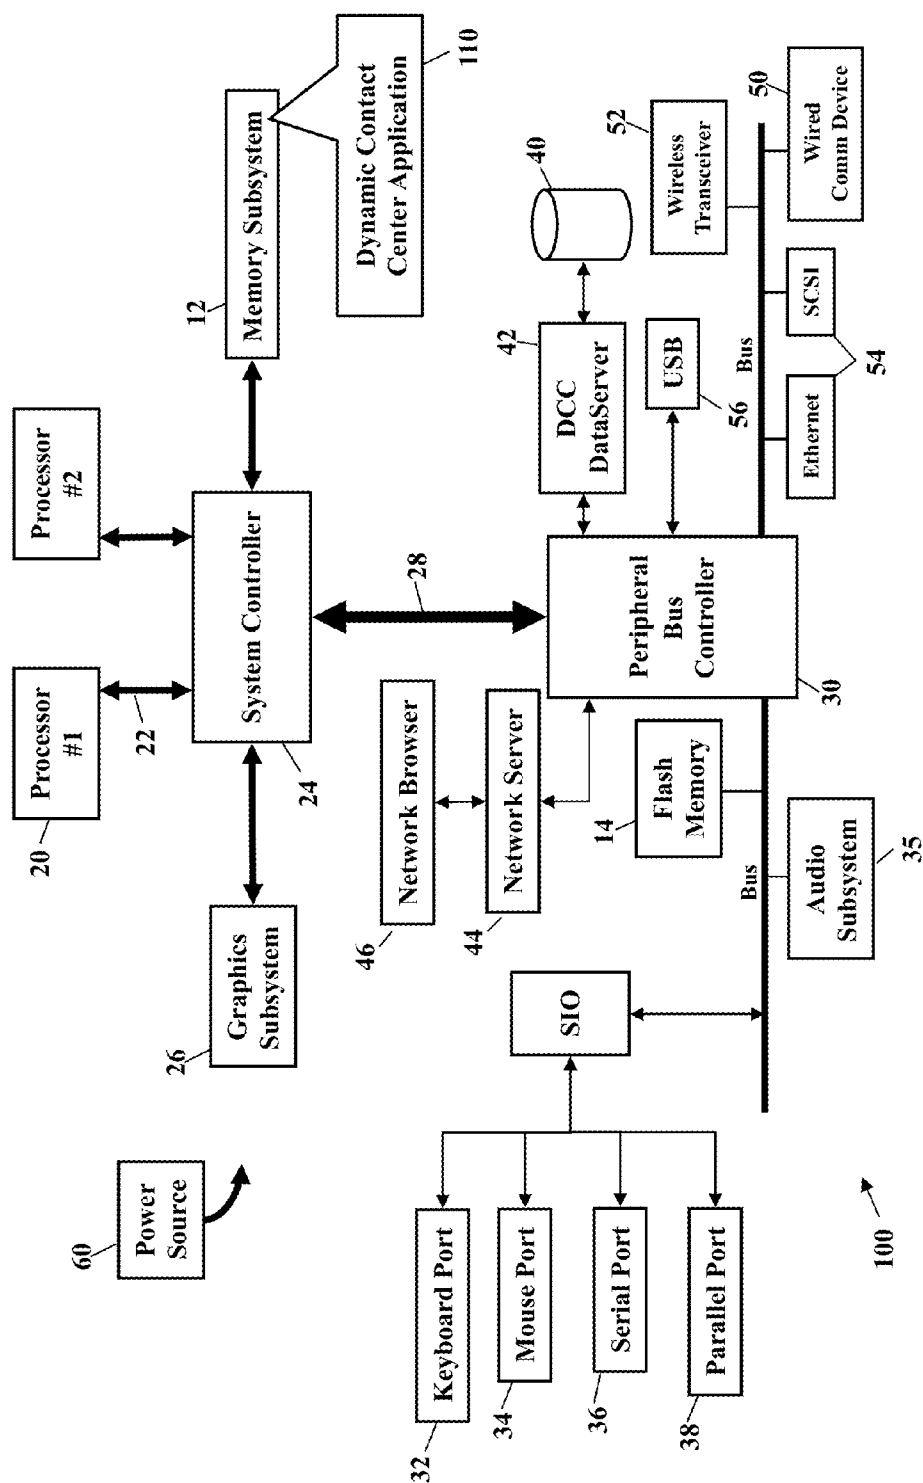 60
Power
Source
20
Processor
#1
22
Processor
#2
26
Graphics
Subsystem
24
System Controller
12
Memory Subsystem
Dynamic Contact
Center Application
110
28
46
Network Browser
44
Network Server
SIO
14
Flash
Memory
30
Peripheral
Bus
Controller
42
DCC
DataServer
40
56
USB
52
Wireless
Transceiver
Bus
Bus
32
Keyboard Port
34
Mouse Port
36
Serial Port
38
Parallel Port
Audio
Subsystem
35
Ethernet
SCSI
54
Wired
Comm Device
50
100